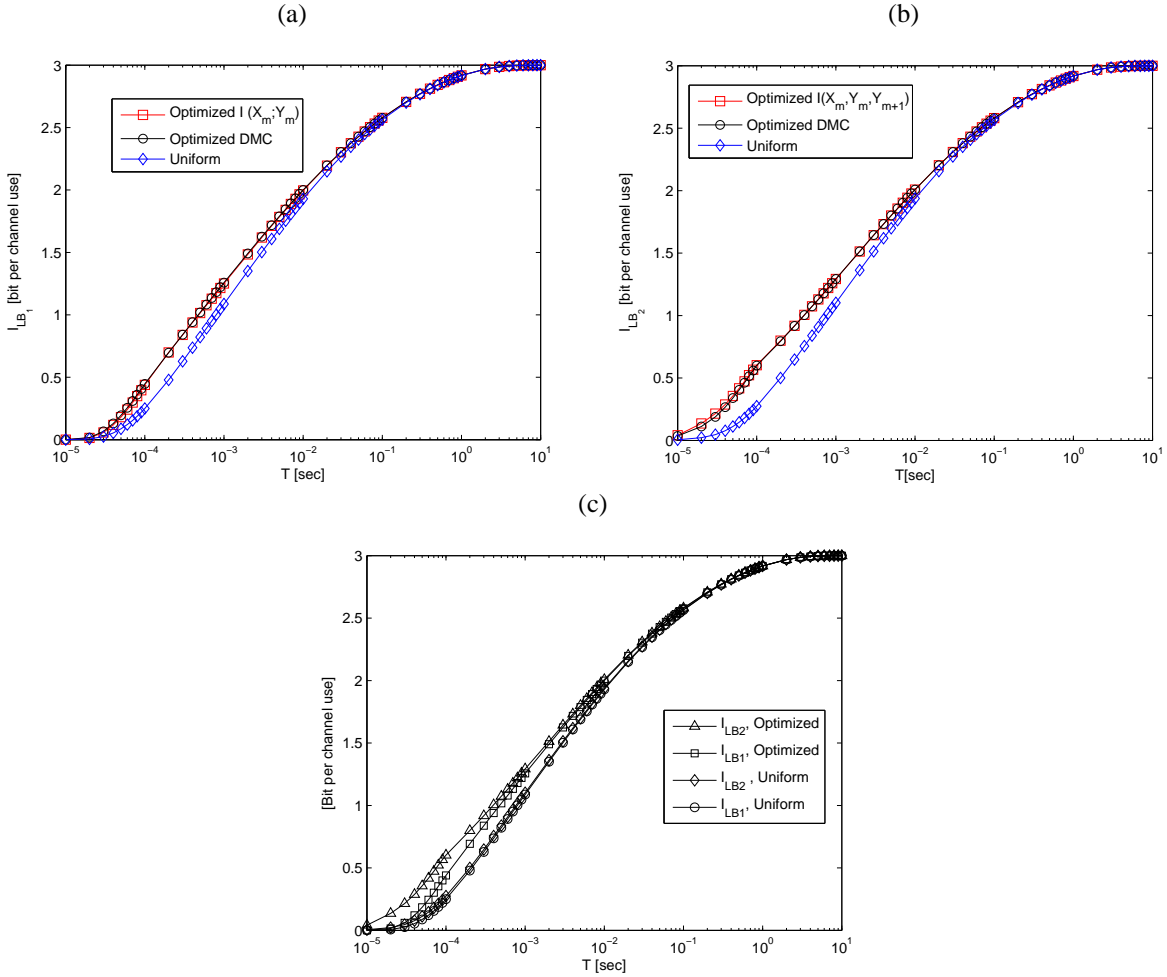 (a)
3
2.5
2
1.5
1
0.5
0
I_LB_1 [bit per channel use]
Optimized I (X_m;Y_m)
Optimized DMC
Uniform
10^−5 10^−4 10^−3 10^−2 10^−1 10^0 10^1
T [sec]
(b)
3
2.5
2
1.5
1
0.5
0
I_LB_2 [bit per channel use]
Optimized I(X_m,Y_m,Y_m+1)
Optimized DMC
Uniform
10^−5 10^−4 10^−3 10^−2 10^−1 10^0 10^1
T[sec]
(c)
3
2.5
2
1.5
1
0.5
0
[Bit per channel use]
I_LB2, Optimized
I_LB1, Optimized
I_LB2 , Uniform
I_LB1, Uniform
10^−5 10^−4 10^−3 10^−2 10^−1 10^0 10^1
T [sec]